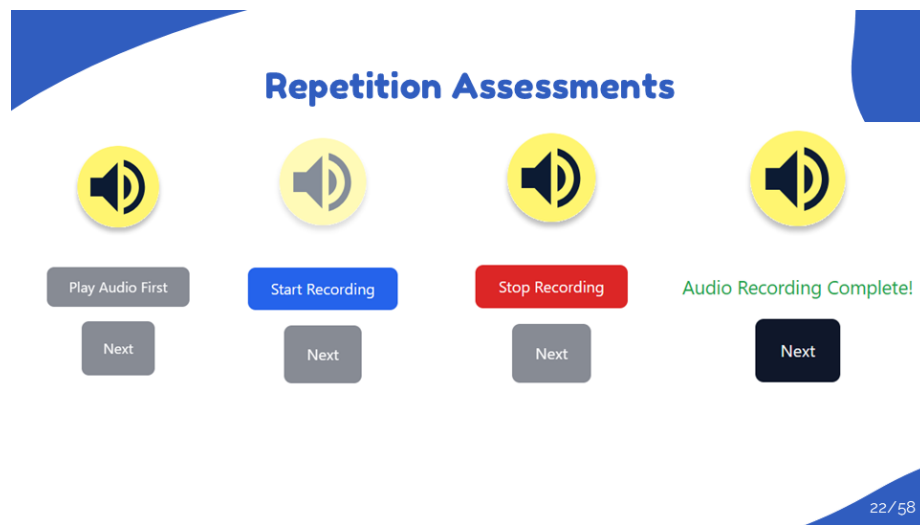 Repetition Assessments
Play Audio First
Start Recording
Stop Recording
Audio Recording Complete!
Next
Next
Next
Next
22/58